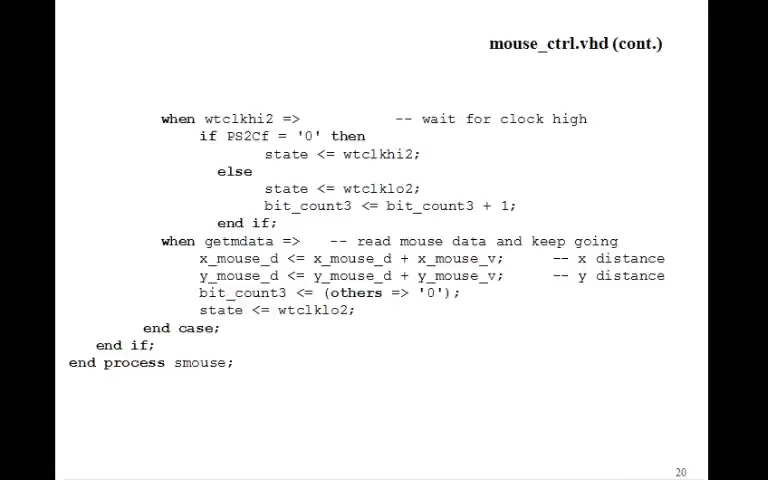 mouse_ctrl.vhd (cont.)
when wtclkhi2 => -- wait for clock high
if PS2Cf = '0' then
state <= wtclkhi2;
else
state <= wtclklo2;
bit_count3 <= bit_count3 + 1;
end if;
when getmdata => -- read mouse data and keep going
x_mouse_d <= x_mouse_d + x_mouse_v; -- x distance
y_mouse_d <= y_mouse_d + y_mouse_v; -- y distance
bit_count3 <= (others => '0');
state <= wtclklo2;
end case;
end if;
end process smouse;
20